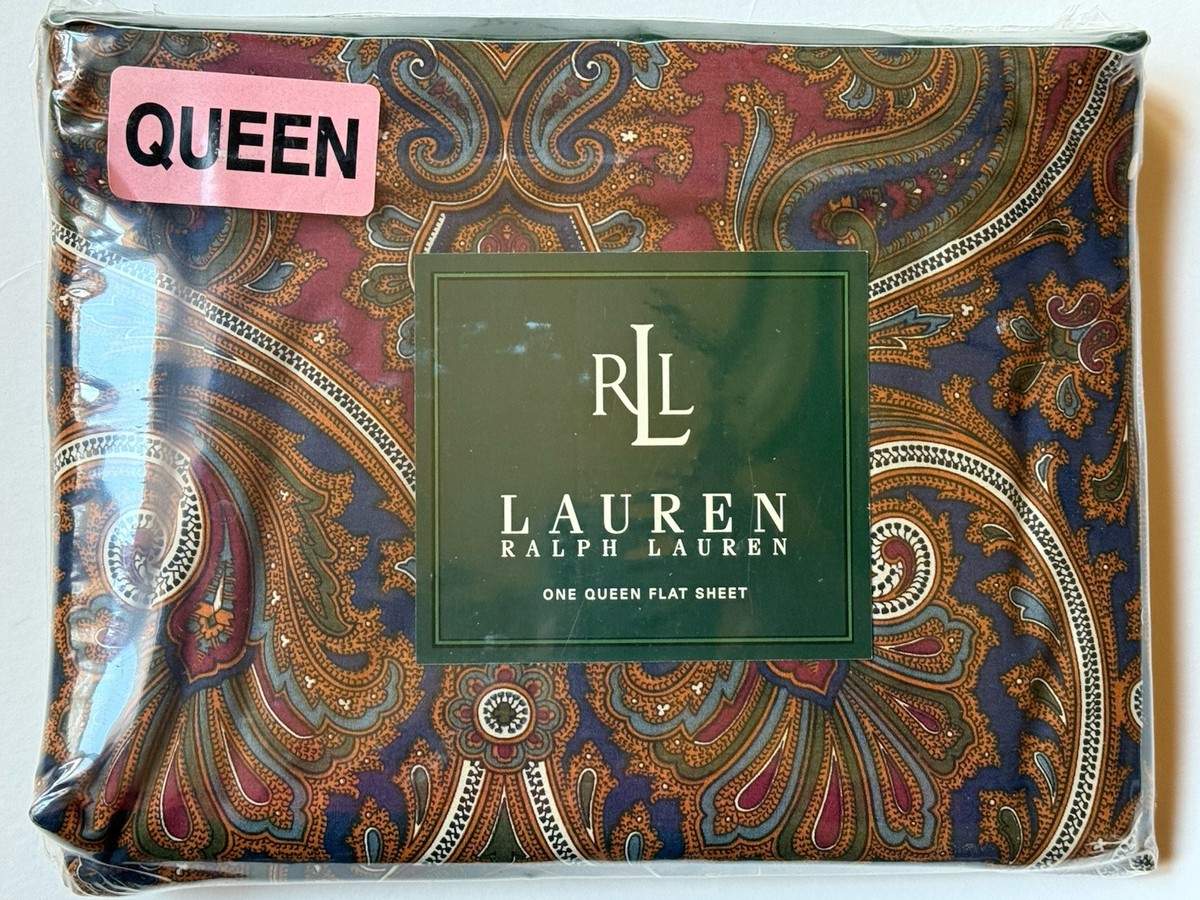 QUEEN
RLL
LAUREN
RALPH LAUREN
ONE QUEEN FLAT SHEET